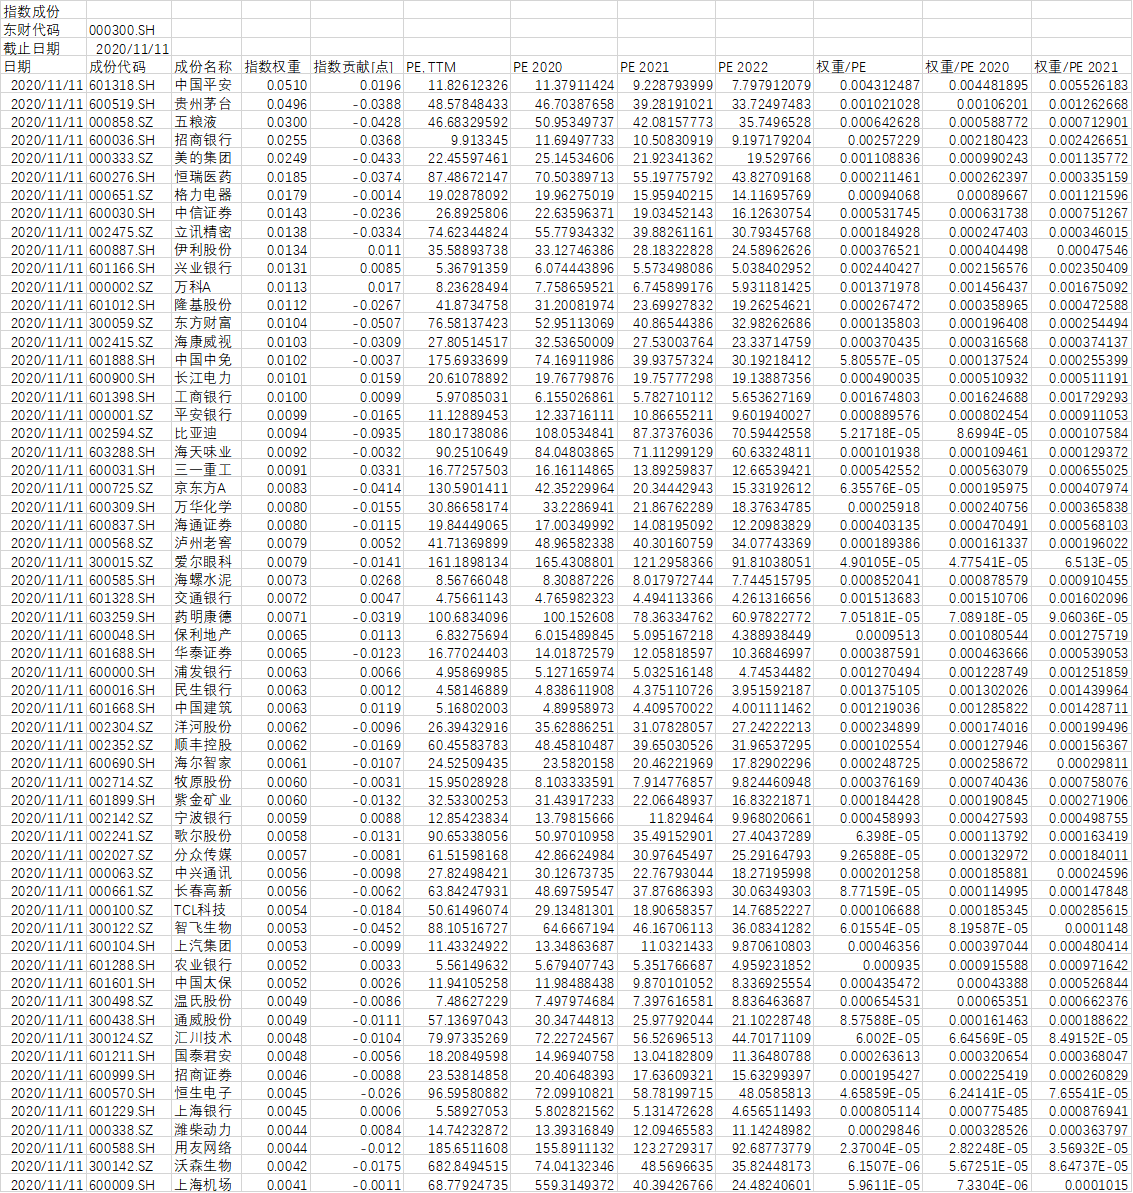 指数成份
东财代码 000300.SH
截止日期 2020/11/11
日期 成份代码 成份名称 指数权重 指数贡献[点] PE, TTM PE 2020 PE 2021 PE 2022 权重/PE 权重/PE 2020 权重/PE 2021
2020/11/11 601318.SH 中国平安 0.0510 0.0196 11.82612326 11.37911424 9.228793999 7.797912079 0.004312487 0.004481895 0.005526183
2020/11/11 600519.SH 贵州茅台 0.0496 -0.0388 48.57848433 46.70387658 39.28191021 33.72497483 0.001021028 0.00106201 0.001262668
2020/11/11 000858.SZ 五粮液 0.0300 -0.0428 46.68329592 50.95349737 42.08157773 35.7496528 0.000642628 0.000588772 0.000712901
2020/11/11 600036.SH 招商银行 0.0255 0.0368 9.913345 11.69497733 10.50830919 9.197179204 0.00257229 0.002180423 0.002426651
2020/11/11 000333.SZ 美的集团 0.0249 -0.0433 22.45597461 25.14534606 21.92341362 19.529766 0.001108836 0.000990243 0.001135772
2020/11/11 600276.SH 恒瑞医药 0.0185 -0.0374 87.48672147 70.50389713 55.19775792 43.82709168 0.000211461 0.000262397 0.000335159
2020/11/11 000651.SZ 格力电器 0.0179 -0.0014 19.02878092 19.96275019 15.95940215 14.11695769 0.00094068 0.00089667 0.001121596
2020/11/11 600030.SH 中信证券 0.0143 -0.0236 26.8925806 22.63596371 19.03452143 16.12630754 0.000531745 0.000631738 0.000751267
2020/11/11 002475.SZ 立讯精密 0.0138 -0.0334 74.62344824 55.77934332 39.88261161 30.79345768 0.000184928 0.000247403 0.000346015
2020/11/11 600887.SH 伊利股份 0.0134 0.011 35.58893738 33.12746386 28.18322828 24.58962626 0.000376521 0.000404498 0.00047546
2020/11/11 601166.SH 兴业银行 0.0131 0.0085 5.36791359 6.074443896 5.573498086 5.038402952 0.002440427 0.002156576 0.002350409
2020/11/11 000002.SZ 万科A 0.0113 0.017 8.23628494 7.758659521 6.745899176 5.931181425 0.001371978 0.001456437 0.001675092
2020/11/11 601012.SH 隆基股份 0.0112 -0.0267 41.8734758 31.20081974 23.69927832 19.26254621 0.000267472 0.000358965 0.000472588
2020/11/11 300059.SZ 东方财富 0.0104 -0.0507 76.58137423 52.95113069 40.86544386 32.98262686 0.000135803 0.000196408 0.000254494
2020/11/11 002415.SZ 海康威视 0.0103 -0.0309 27.80514517 32.53650009 27.53003764 23.33714759 0.000370435 0.000316568 0.000374137
2020/11/11 601888.SH 中国中免 0.0102 -0.0037 175.6933699 74.16911986 39.93757324 30.19218412 5.80557E-05 0.000137524 0.000255399
2020/11/11 600900.SH 长江电力 0.0101 0.0159 20.61078892 19.76779876 19.75777298 19.13887356 0.000490035 0.000510932 0.000511191
2020/11/11 601398.SH 工商银行 0.0100 0.0099 5.97085031 6.155026861 5.782710112 5.653627169 0.001674803 0.001624688 0.001729293
2020/11/11 000001.SZ 平安银行 0.0099 -0.0165 11.12889453 12.33716111 10.86655211 9.601940027 0.000889576 0.000802454 0.000911053
2020/11/11 002594.SZ 比亚迪 0.0094 -0.0935 180.1738086 108.0534841 87.37376036 70.59442558 5.21718E-05 8.6994E-05 0.000107584
2020/11/11 603288.SH 海天味业 0.0092 -0.0032 90.2510649 84.04803865 71.11299129 60.63324811 0.000101938 0.000109461 0.000129372
2020/11/11 600031.SH 三一重工 0.0091 0.0331 16.77257503 16.16114865 13.89259837 12.66539421 0.000542552 0.000563079 0.000655025
2020/11/11 000725.SZ 京东方A 0.0083 -0.0414 130.5901411 42.35229964 20.34442943 15.33192612 6.35576E-05 0.000195975 0.000407974
2020/11/11 600309.SH 万华化学 0.0080 -0.0155 30.86658174 33.2286941 21.86762289 18.37634785 0.00025918 0.000240756 0.000365838
2020/11/11 600837.SH 海通证券 0.0080 -0.0115 19.84449065 17.00349992 14.08195092 12.20983829 0.000403135 0.000470491 0.000568103
2020/11/11 000568.SZ 泸州老窖 0.0079 0.0052 41.71369899 48.96582338 40.30160759 34.07743369 0.000189386 0.000161337 0.000196022
2020/11/11 300015.SZ 爱尔眼科 0.0079 -0.0141 161.1898134 165.4308801 121.2958366 91.81038051 4.90105E-05 4.77541E-05 6.513E-05
2020/11/11 600585.SH 海螺水泥 0.0073 0.0268 8.56766048 8.30887226 8.017972744 7.744515795 0.000852041 0.000878579 0.000910455
2020/11/11 601328.SH 交通银行 0.0072 0.0047 4.75661143 4.765982323 4.494113366 4.261316656 0.001513683 0.001510706 0.001602096
2020/11/11 603259.SH 药明康德 0.0071 -0.0319 100.6834096 100.152608 78.36334762 60.97822772 7.05181E-05 7.08918E-05 9.06036E-05
2020/11/11 600048.SH 保利地产 0.0065 0.0113 6.83275694 6.015489845 5.095167218 4.388938449 0.0009513 0.001080544 0.001275719
2020/11/11 601688.SH 华泰证券 0.0065 -0.0123 16.77024403 14.01872579 12.05818597 10.36846997 0.000387591 0.000463666 0.000539053
2020/11/11 600000.SH 浦发银行 0.0063 0.0066 4.95869985 5.127165974 5.032516148 4.74534482 0.001270494 0.001228749 0.001251859
2020/11/11 600016.SH 民生银行 0.0063 0.0012 4.58146889 4.838611908 4.375110726 3.951592187 0.001375105 0.001302026 0.001439964
2020/11/11 601668.SH 中国建筑 0.0063 0.0119 5.16802003 4.89958973 4.409570022 4.001111462 0.001219036 0.001285822 0.001428711
2020/11/11 002304.SZ 洋河股份 0.0062 -0.0096 26.39432916 35.62886251 31.07828057 27.24222213 0.000234899 0.000174016 0.000199496
2020/11/11 002352.SZ 顺丰控股 0.0062 -0.0169 60.45583783 48.45810487 39.65030526 31.96537295 0.000102554 0.000127946 0.000156367
2020/11/11 600690.SH 海尔智家 0.0061 -0.0107 24.52509435 23.5820158 20.46221969 17.82902296 0.000248725 0.000258672 0.00029811
2020/11/11 002714.SZ 牧原股份 0.0060 -0.0031 15.95028928 8.103333591 7.914776857 9.824460948 0.000376169 0.000740436 0.000758076
2020/11/11 601899.SH 紫金矿业 0.0060 -0.0132 32.53300253 31.43917233 22.06648937 16.83221871 0.000184428 0.000190845 0.000271906
2020/11/11 002142.SZ 宁波银行 0.0059 0.0088 12.85423834 13.79815666 11.829464 9.968020661 0.000458993 0.000427593 0.000498755
2020/11/11 002241.SZ 歌尔股份 0.0058 -0.0131 90.65338056 50.97010958 35.49152901 27.40437289 6.398E-05 0.000113792 0.000163419
2020/11/11 002027.SZ 分众传媒 0.0057 -0.0081 61.51598168 42.86624984 30.97645497 25.29164793 9.26588E-05 0.000132972 0.000184011
2020/11/11 000063.SZ 中兴通讯 0.0056 -0.0098 27.82498421 30.12673735 22.76793044 18.27195998 0.000201258 0.000185881 0.00024596
2020/11/11 000661.SZ 长春高新 0.0056 -0.0062 63.84247931 48.69759547 37.87686393 30.06349303 8.77159E-05 0.000114995 0.000147848
2020/11/11 000100.SZ TCL科技 0.0054 -0.0184 50.61496074 29.13481301 18.90658357 14.76852227 0.000106688 0.000185345 0.000285615
2020/11/11 300122.SZ 智飞生物 0.0053 -0.0452 88.10516727 64.6667194 46.16706113 36.08341282 6.01554E-05 8.19587E-05 0.0001148
2020/11/11 600104.SH 上汽集团 0.0053 -0.0099 11.43324922 13.34863687 11.0321433 9.870610803 0.00046356 0.000397044 0.000480414
2020/11/11 601288.SH 农业银行 0.0052 0.0033 5.56149632 5.679407743 5.351766687 4.959231852 0.000935 0.000915588 0.000971642
2020/11/11 601601.SH 中国太保 0.0052 0.0026 11.94105258 11.98488438 9.870101052 8.336925554 0.000435472 0.00043388 0.000526844
2020/11/11 300498.SZ 温氏股份 0.0049 -0.0086 7.48627229 7.497974684 7.397616581 8.836463687 0.000654531 0.00065351 0.000662376
2020/11/11 600438.SH 通威股份 0.0049 -0.0111 57.13697043 30.34744813 25.97792044 21.10228748 8.57588E-05 0.000161463 0.000188622
2020/11/11 300124.SZ 汇川技术 0.0048 -0.0104 79.97335269 72.22724567 56.52696513 44.70171109 6.002E-05 6.64569E-05 8.49152E-05
2020/11/11 601211.SH 国泰君安 0.0048 -0.0056 18.20849598 14.96940758 13.04182809 11.36480788 0.000263613 0.000320654 0.000368047
2020/11/11 600999.SH 招商证券 0.0046 -0.0088 23.53814858 20.40648393 17.63609321 15.63299397 0.000195427 0.000225419 0.000260829
2020/11/11 600570.SH 恒生电子 0.0045 -0.026 96.59580882 72.09910821 58.78199715 48.0585813 4.65859E-05 6.24141E-05 7.65541E-05
2020/11/11 601229.SH 上海银行 0.0045 0.0006 5.58927053 5.802821562 5.131472628 4.656511493 0.000805114 0.000775485 0.000876941
2020/11/11 000338.SZ 潍柴动力 0.0044 0.0084 14.74232872 13.39316849 12.09465583 11.14248982 0.00029846 0.000328526 0.000363797
2020/11/11 600588.SH 用友网络 0.0044 -0.012 185.6511608 155.8911132 123.2729317 92.68773779 2.37004E-05 2.82248E-05 3.56932E-05
2020/11/11 300142.SZ 沃森生物 0.0042 -0.0175 682.8494515 74.04132346 48.5696635 35.82448173 6.1507E-06 5.67251E-05 8.64737E-05
2020/11/11 600009.SH 上海机场 0.0041 -0.0011 68.77924735 559.3149372 40.39426766 24.48240601 5.9611E-05 7.3304E-06 0.0001015